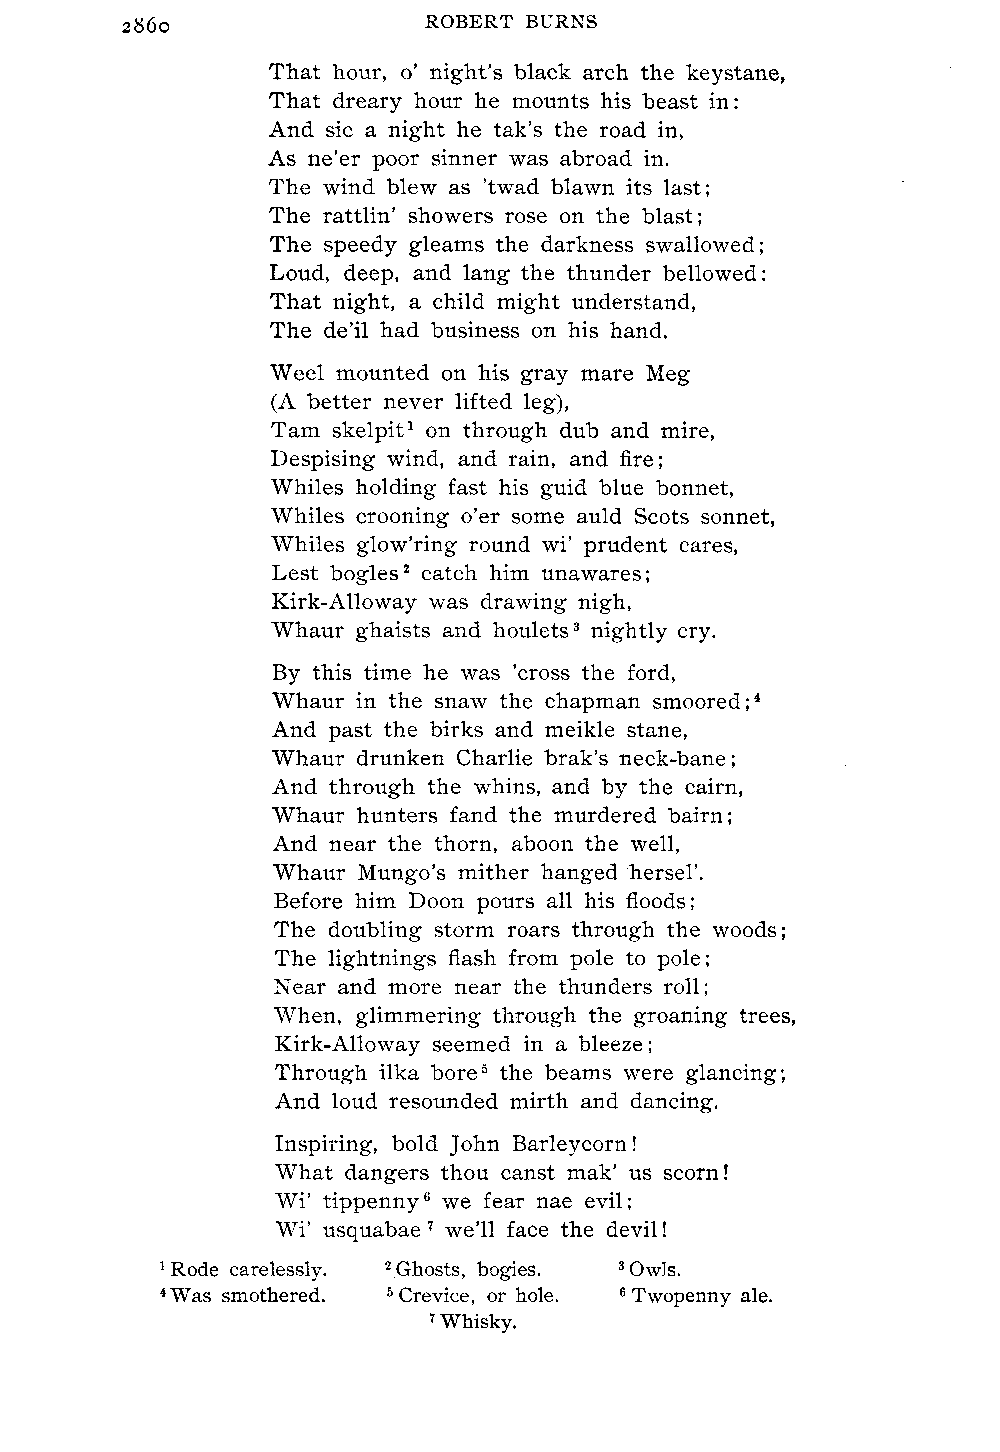 2860
ROBERT BURNS
That hour, o' night's black arch the keystane,
That dreary hour he mounts his beast in:
And sic a night he tak's the road in,
As ne'er poor sinner was abroad in.
The wind blew as 'twad blawn its last;
The rattlin' showers rose on the blast;
The speedy gleams the darkness swallowed;
Loud, deep, and lang the thunder bellowed:
That night, a child might understand,
The de'il had business on his hand.
Weel mounted on his gray mare Meg
(A better never lifted leg),
Tam skelpit¹ on through dub and mire,
Despising wind, and rain, and fire;
Whiles holding fast his guid blue bonnet,
Whiles crooning o'er some auld Scots sonnet,
Whiles glow'ring round wi' prudent cares,
Lest bogles² catch him unawares;
Kirk-Alloway was drawing nigh,
Whaur ghaists and houlets³ nightly cry.
By this time he was 'cross the ford,
Whaur in the snaw the chapman smoored;⁴
And past the birks and meikle stane,
Whaur drunken Charlie brak's neck-bane;
And through the whins, and by the cairn,
Whaur hunters fand the murdered bairn;
And near the thorn, aboon the well,
Whaur Mungo's mither hanged hersel'.
Before him Doon pours all his floods;
The doubling storm roars through the woods;
The lightnings flash from pole to pole;
Near and more near the thunders roll;
When, glimmering through the groaning trees,
Kirk-Alloway seemed in a bleeze;
Through ilka bore⁵ the beams were glancing;
And loud resounded mirth and dancing.
Inspiring, bold John Barleycorn!
What dangers thou canst mak' us scorn!
Wi' tippenny⁶ we fear nae evil;
Wi' usquabae⁷ we'll face the devil!
¹ Rode carelessly. ² Ghosts, bogies. ³ Owls.
⁴ Was smothered. ⁵ Crevice, or hole. ⁶ Twopenny ale.
⁷ Whisky.